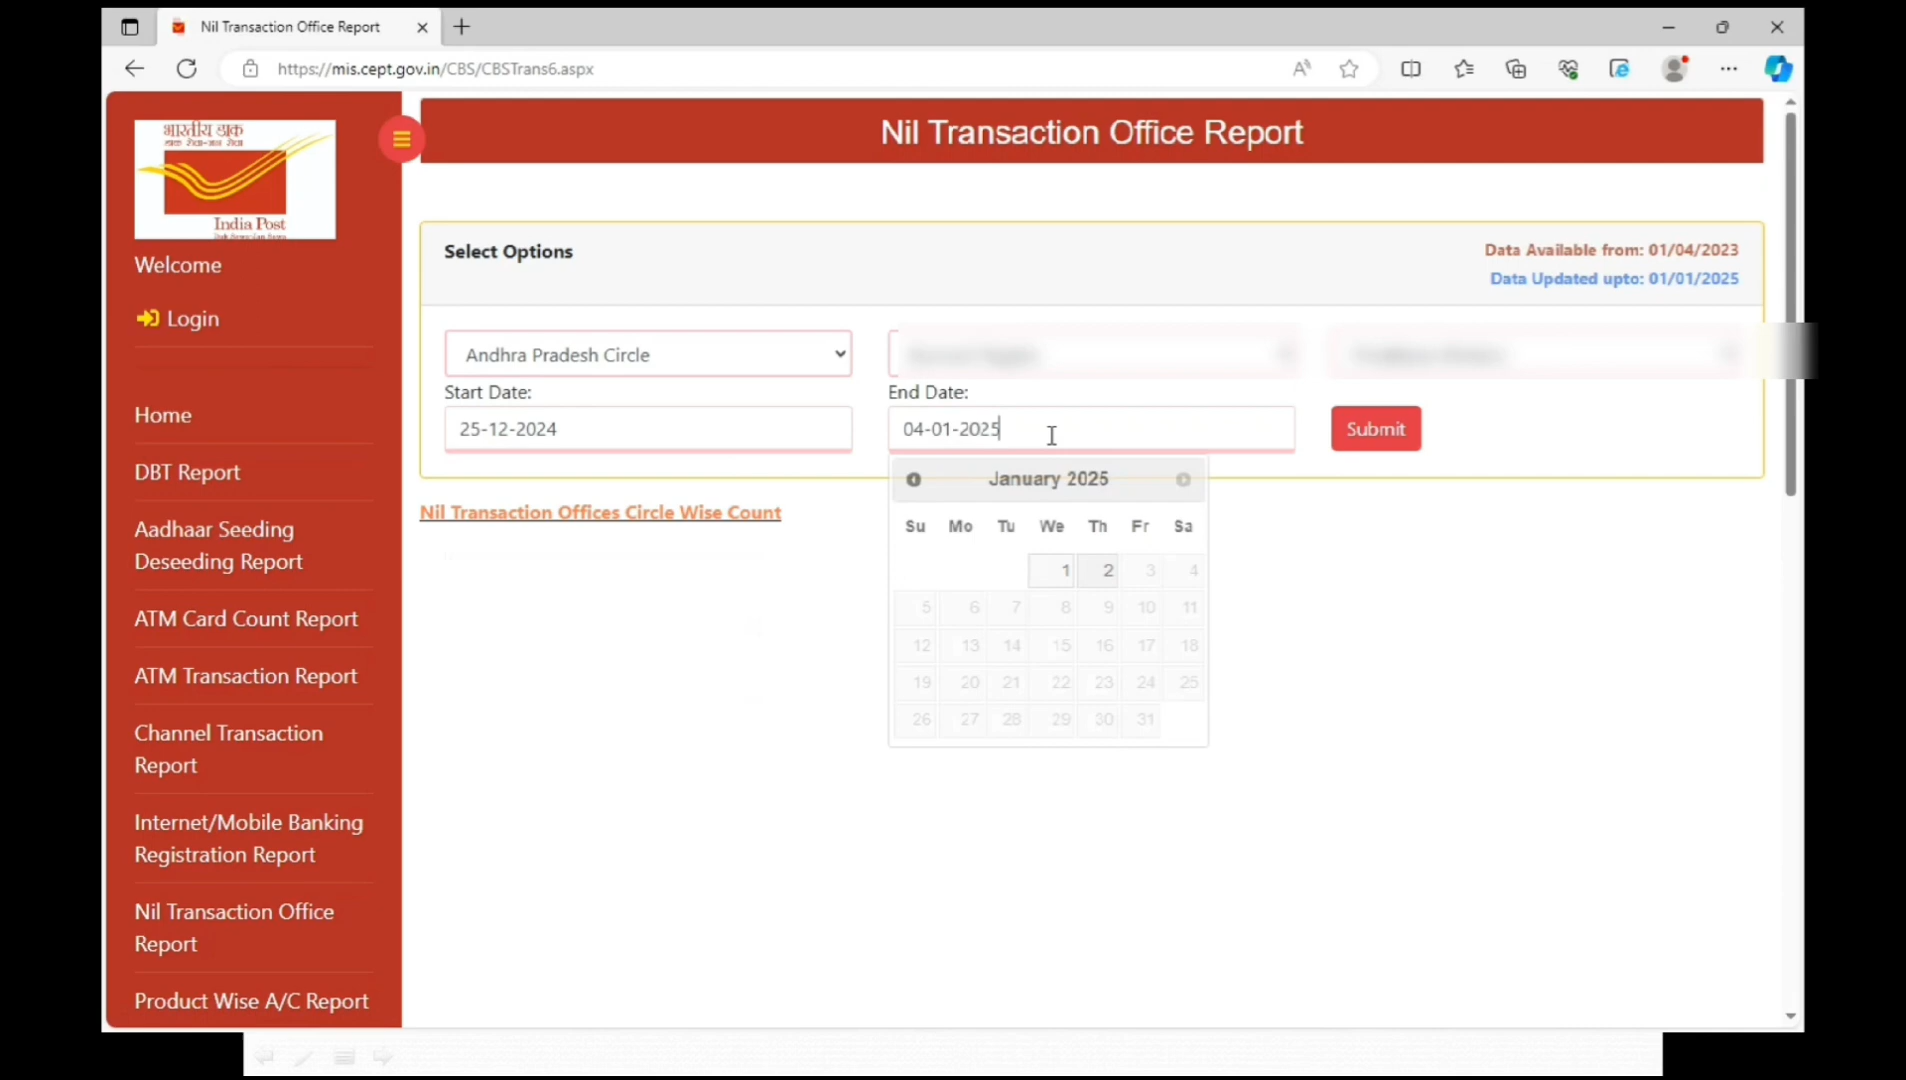 Nil Transaction Office Report
https://mis.cept.gov.in/CBS/CBSTrans6.aspx
भारतीय डाक
डाक सेवा-जन सेवा
India Post
Dak Sewa-Jan Sewa
Welcome
Login
Home
DBT Report
Aadhaar Seeding
Deseeding Report
ATM Card Count Report
ATM Transaction Report
Channel Transaction
Report
Internet/Mobile Banking
Registration Report
Nil Transaction Office
Report
Product Wise A/C Report
Nil Transaction Office Report
Select Options
Data Available from: 01/04/2023
Data Updated upto: 01/01/2025
Andhra Pradesh Circle
Start Date:
End Date:
25-12-2024
04-01-2025
Submit
Nil Transaction Offices Circle Wise Count
January 2025
Su Mo Tu We Th Fr Sa
1 2 3 4
5 6 7 8 9 10 11
12 13 14 15 16 17 18
19 20 21 22 23 24 25
26 27 28 29 30 31